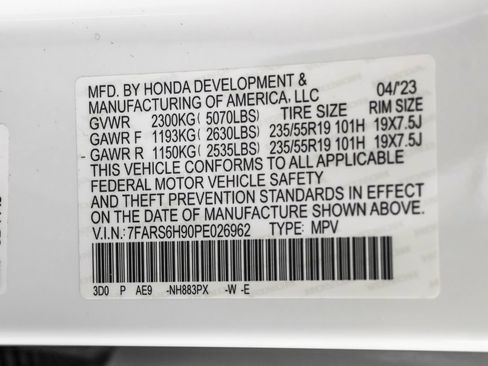 MFD. BY HONDA DEVELOPMENT &
MANUFACTURING OF AMERICA, LLC 04/'23
GVWR 2300KG( 5070LBS) TIRE SIZE RIM SIZE
GAWR F 1193KG( 2630LBS) 235/55R19 101H 19X7.5J
GAWR R 1150KG( 2535LBS) 235/55R19 101H 19X7.5J
THIS VEHICLE CONFORMS TO ALL APPLICABLE
FEDERAL MOTOR VEHICLE SAFETY
AND THEFT PREVENTION STANDARDS IN EFFECT
ON THE DATE OF MANUFACTURE SHOWN ABOVE.
V.I.N.: 7FARS6H90PE026962 TYPE: MPV
3D0 P AE9 -NH883PX -W -E